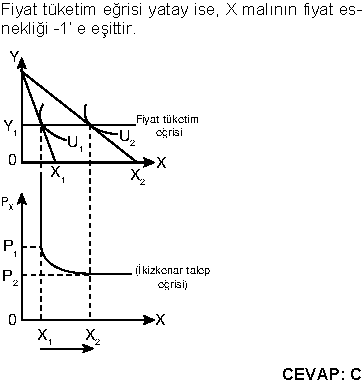 Fiyat tüketim eğrisi yatay ise, X malının fiyat es-
nekliği -1' e eşittir.
Y
Y₁
Fiyat tüketim
eğrisi
U₁
U₂
0
X₁
X₂
X
Pₓ
P₁
P₂
(İkizkenar talep
eğrisi)
0
X₁
X₂
X
CEVAP: C